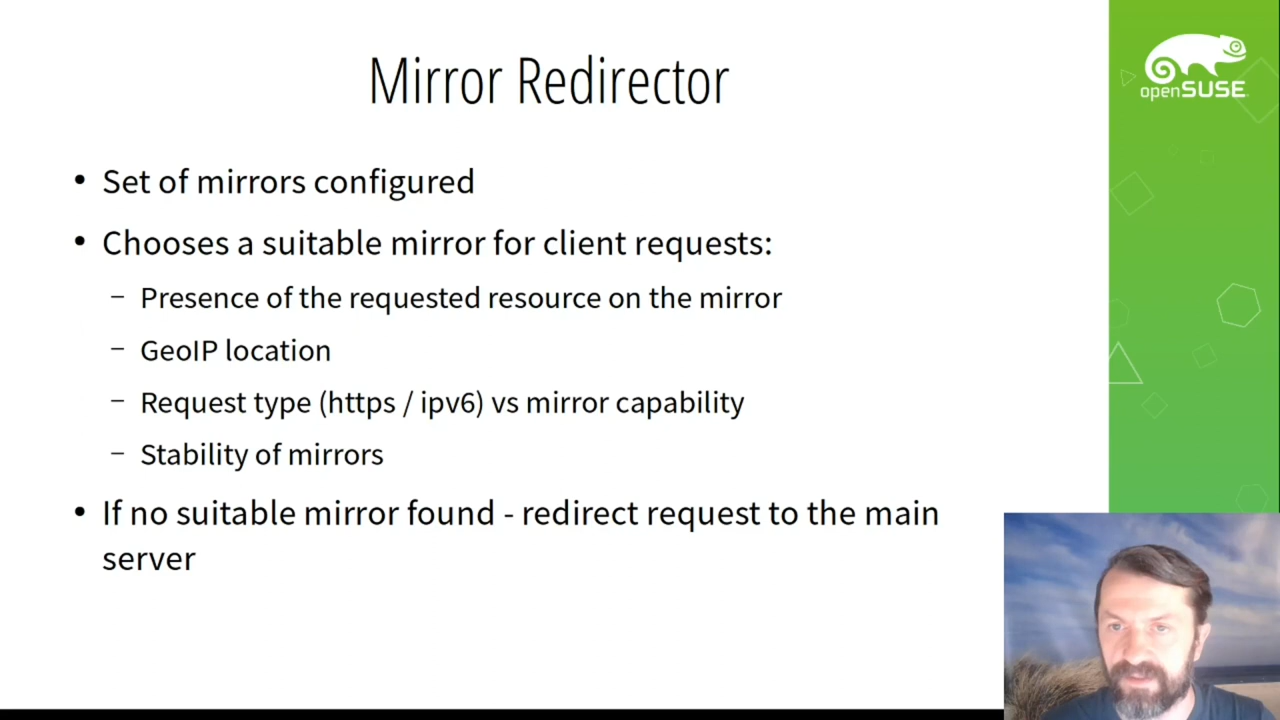 Mirror Redirector
openSUSE
• Set of mirrors configured
• Chooses a suitable mirror for client requests:
– Presence of the requested resource on the mirror
– GeoIP location
– Request type (https / ipv6) vs mirror capability
– Stability of mirrors
• If no suitable mirror found - redirect request to the main
server